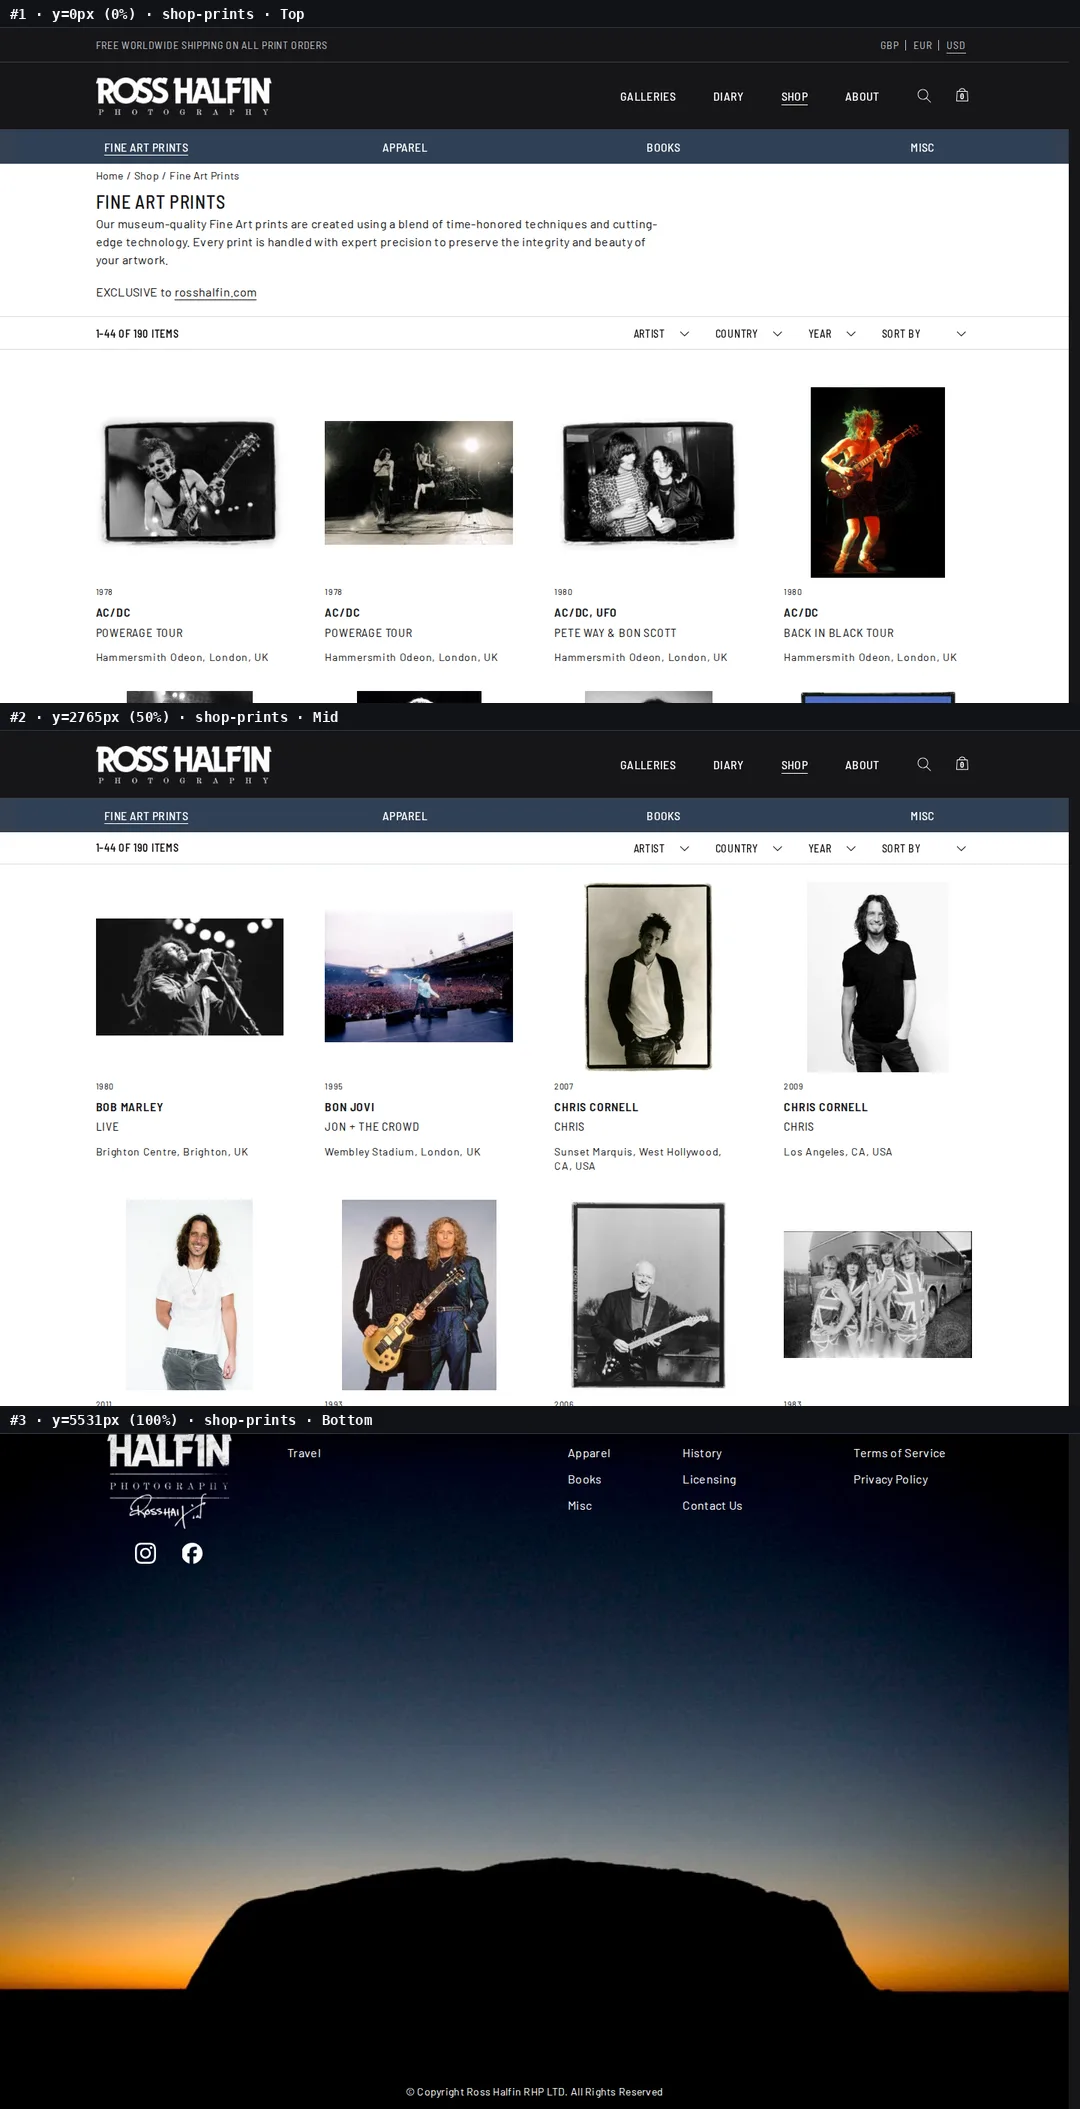 #1 · y=0px (0%) · shop-prints · Top
FREE WORLDWIDE SHIPPING ON ALL PRINT ORDERS
GBP | EUR | USD
ROSS HALFIN
PHOTOGRAPHY
GALLERIES DIARY SHOP ABOUT 0
FINE ART PRINTS APPAREL BOOKS MISC
Home / Shop / Fine Art Prints
FINE ART PRINTS
Our museum-quality Fine Art prints are created using a blend of time-honored techniques and cutting-
edge technology. Every print is handled with expert precision to preserve the integrity and beauty of
your artwork.
EXCLUSIVE to rosshalfin.com
1-44 OF 190 ITEMS ARTIST COUNTRY YEAR SORT BY
1978 1978 1980 1980
AC/DC AC/DC AC/DC, UFO AC/DC
POWERAGE TOUR POWERAGE TOUR PETE WAY & BON SCOTT BACK IN BLACK TOUR
Hammersmith Odeon, London, UK Hammersmith Odeon, London, UK Hammersmith Odeon, London, UK Hammersmith Odeon, London, UK
#2 · y=2765px (50%) · shop-prints · Mid
ROSS HALFIN
PHOTOGRAPHY
GALLERIES DIARY SHOP ABOUT 0
FINE ART PRINTS APPAREL BOOKS MISC
1-44 OF 190 ITEMS ARTIST COUNTRY YEAR SORT BY
1980 1995 2007 2009
BOB MARLEY BON JOVI CHRIS CORNELL CHRIS CORNELL
LIVE JON + THE CROWD CHRIS CHRIS
Brighton Centre, Brighton, UK Wembley Stadium, London, UK Sunset Marquis, West Hollywood, Los Angeles, CA, USA
CA, USA
2011 1993 2006 1983
#3 · y=5531px (100%) · shop-prints · Bottom
HALFIN
PHOTOGRAPHY
Travel Apparel History Terms of Service
Books Licensing Privacy Policy
Misc Contact Us
© Copyright Ross Halfin RHP LTD. All Rights Reserved